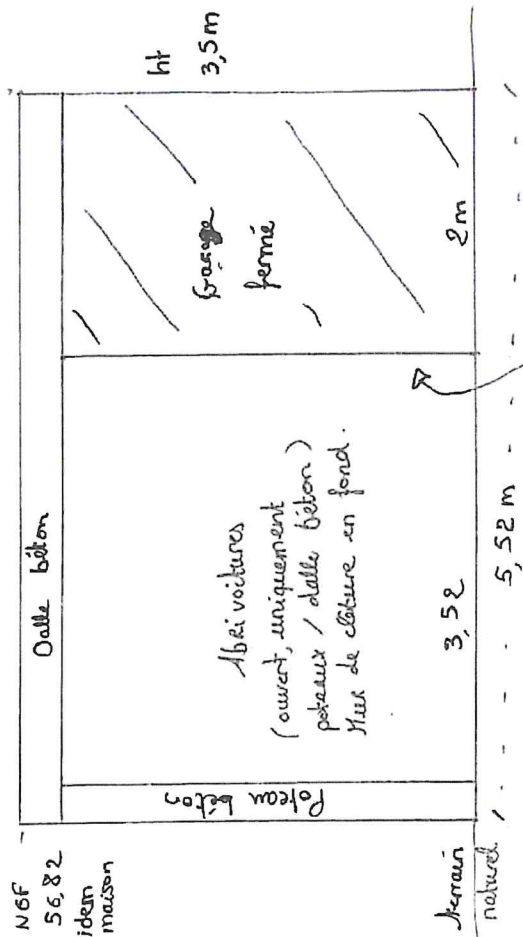 NGF
56,82
idem
maison
Dalle béton
ht
3,5m
Garage
fermé
Abri voitures
(ouvert, uniquement
poteaux / dalle béton)
Mur de clôture en fond.
Poteau béton
3,52
2m
terrain
naturel
5,52 m